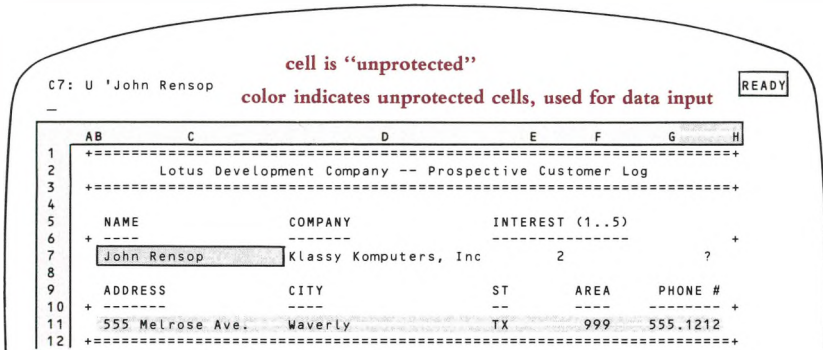 cell is “unprotected”
C7: U 'John Rensop
READY
color indicates unprotected cells, used for data input
_
A B C D E F G H
1 +==============================================================================+
2 Lotus Development Company -- Prospective Customer Log
3 +==============================================================================+
4
5 NAME COMPANY INTEREST (1..5)
6 + ---- -------- --------------- +
7 John Rensop Klassy Komputers, Inc 2 ?
8
9 ADDRESS CITY ST AREA PHONE #
10 + -------- ---- -- ---- -------- +
11 555 Melrose Ave. Waverly TX 999 555.1212
12 +==============================================================================+